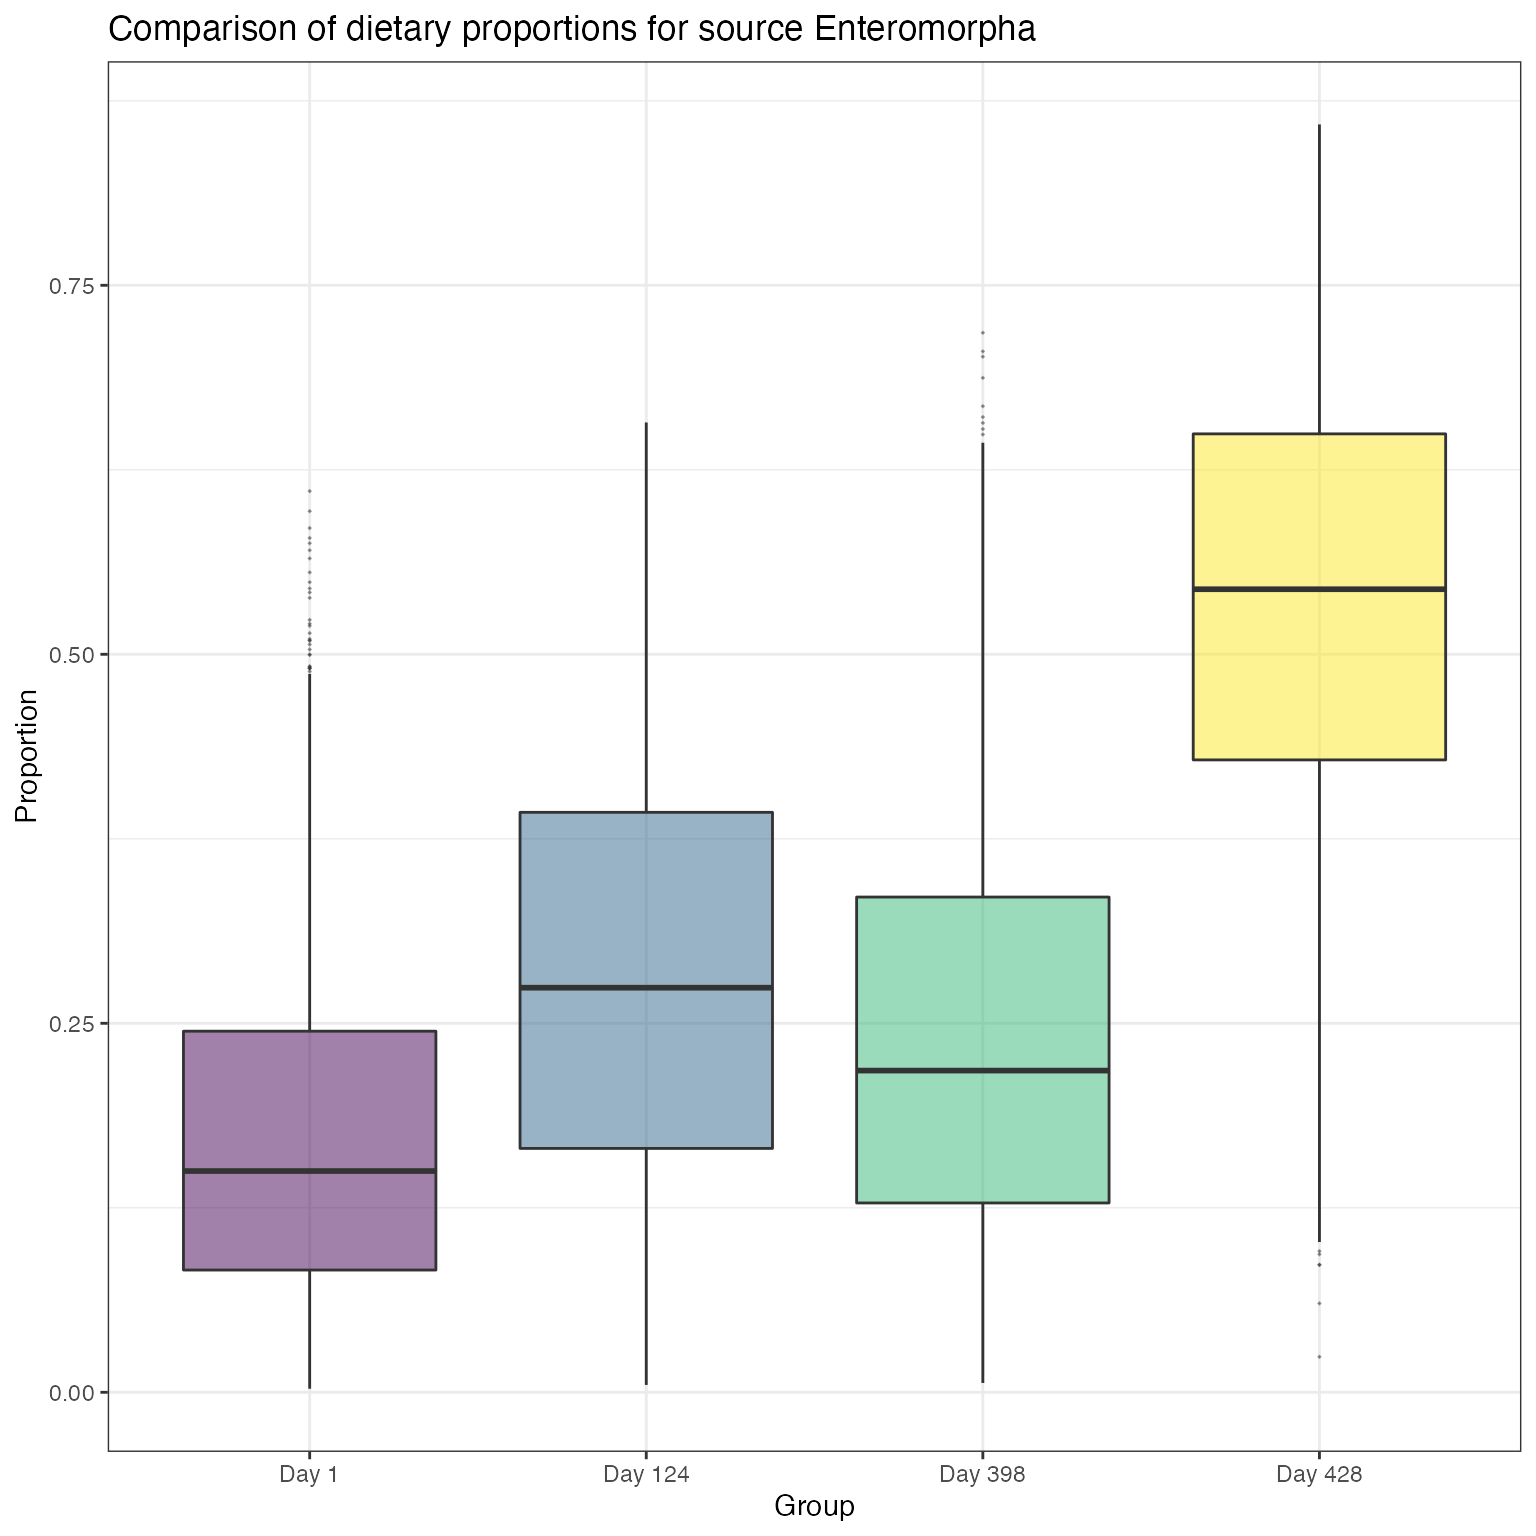 Comparison of dietary proportions for source Enteromorpha
Proportion
0.75
0.50
0.25
0.00
Day 1
Day 124
Day 398
Day 428
Group